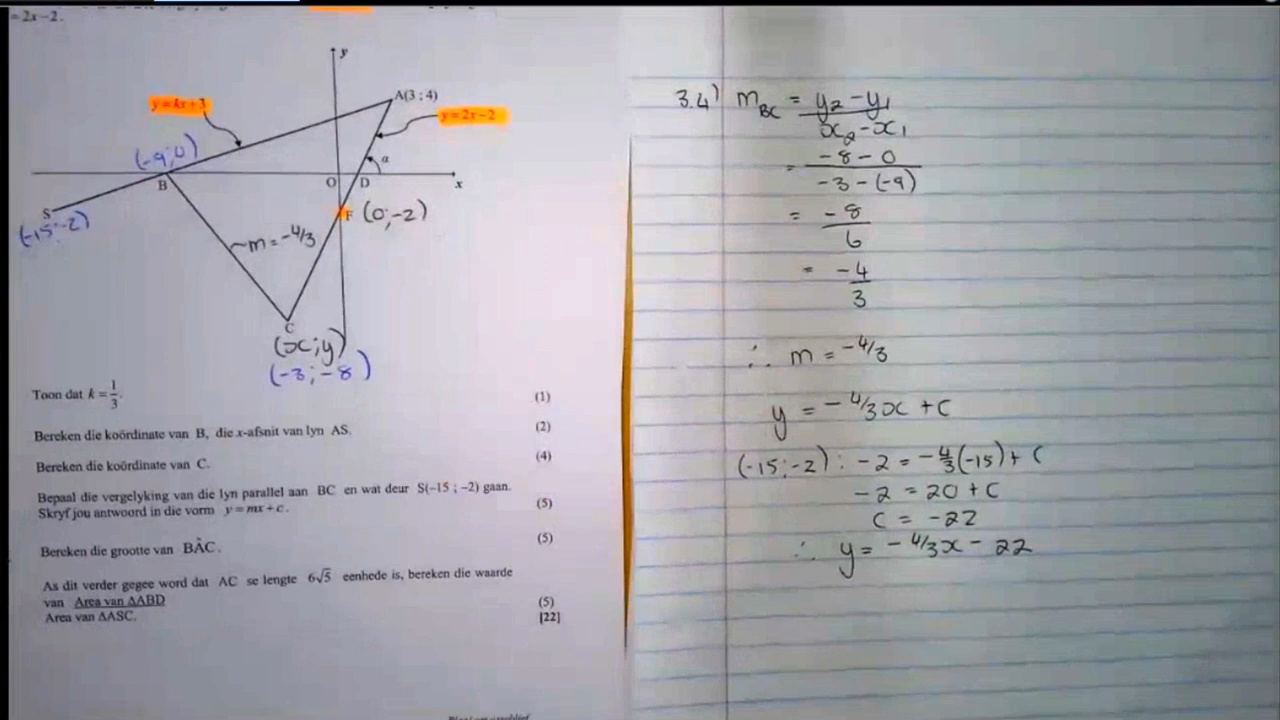 = 2x − 2.
y
A(3 ; 4)
y = kx + 3
y = 2x − 2
(-9;0)
α
B
O
D
x
S
F (0;-2)
(-15;-2)
m = -4/3
C
(x;y)
(-3;-8)
Toon dat k = 1/3. (1)
Bereken die koördinate van B, die x-afsnit van lyn AS. (2)
Bereken die koördinate van C. (4)
Bepaal die vergelyking van die lyn parallel aan BC en wat deur S(−15 ; −2) gaan.
Skryf jou antwoord in die vorm y = mx + c. (5)
Bereken die grootte van BÂC. (5)
As dit verder gegee word dat AC se lengte 6√5 eenhede is, bereken die waarde
van Area van ΔABD (5)
Area van ΔASC. [22]
3.4) m_BC = y₂ - y₁
x₂ - x₁
= -8 - 0
-3 - (-9)
= -8
6
= -4
3
∴ m = -4/3
y = -4/3x + c
(-15;-2): -2 = -4/3(-15) + c
-2 = 20 + c
c = -22
∴ y = -4/3x - 22